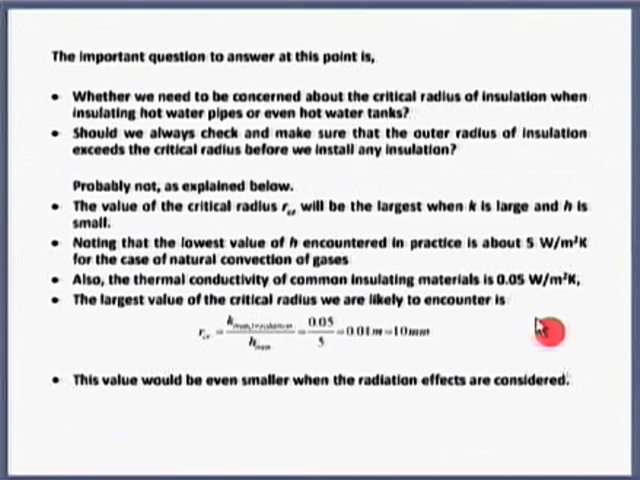 The important question to answer at this point is,
• Whether we need to be concerned about the critical radius of insulation when
insulating hot water pipes or even hot water tanks?
• Should we always check and make sure that the outer radius of insulation
exceeds the critical radius before we install any insulation?
Probably not, as explained below.
• The value of the critical radius r_cr will be the largest when k is large and h is
small.
• Noting that the lowest value of h encountered in practice is about 5 W/m²K
for the case of natural convection of gases
• Also, the thermal conductivity of common insulating materials is 0.05 W/m²K,
• The largest value of the critical radius we are likely to encounter is
r_cr = k_max,insulation / h_min = 0.05 / 5 = 0.01m = 10mm
• This value would be even smaller when the radiation effects are considered.